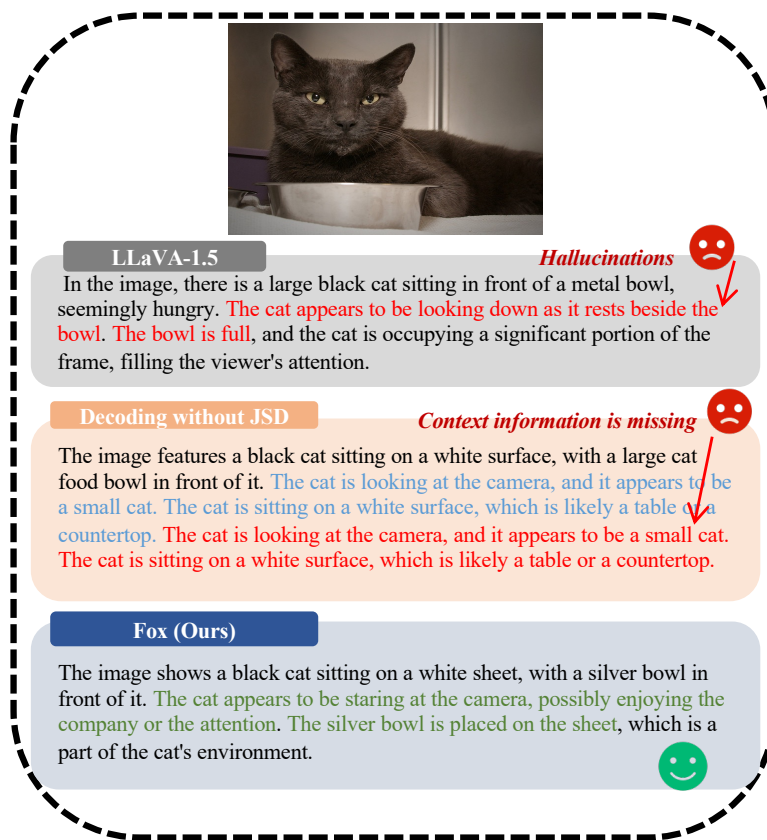 LLaVA-1.5
Hallucinations
In the image, there is a large black cat sitting in front of a metal bowl,
seemingly hungry. The cat appears to be looking down as it rests beside the
bowl. The bowl is full, and the cat is occupying a significant portion of the
frame, filling the viewer's attention.
Decoding without JSD
Context information is missing
The image features a black cat sitting on a white surface, with a large cat
food bowl in front of it. The cat is looking at the camera, and it appears to be
a small cat. The cat is sitting on a white surface, which is likely a table or a
countertop. The cat is looking at the camera, and it appears to be a small cat.
The cat is sitting on a white surface, which is likely a table or a countertop.
Fox (Ours)
The image shows a black cat sitting on a white sheet, with a silver bowl in
front of it. The cat appears to be staring at the camera, possibly enjoying the
company or the attention. The silver bowl is placed on the sheet, which is a
part of the cat's environment.